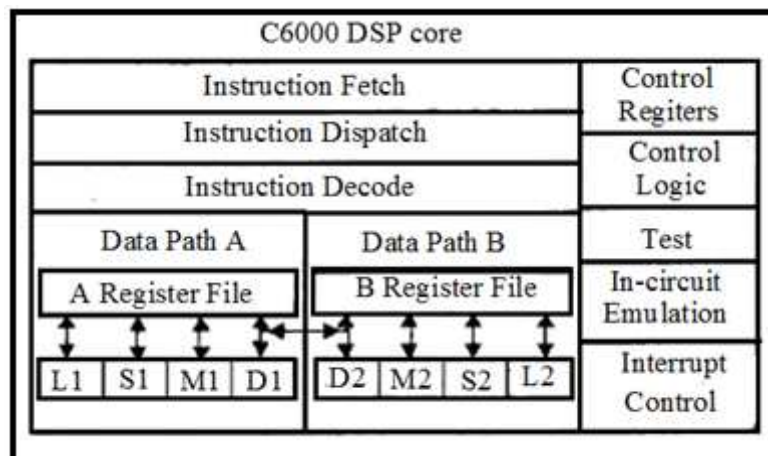 C6000 DSP core
Instruction Fetch
Instruction Dispatch
Instruction Decode
Control
Regiters
Control
Logic
Test
In-circuit
Emulation
Interrupt
Control
Data Path A
A Register File
L1 S1 M1 D1
Data Path B
B Register File
D2 M2 S2 L2